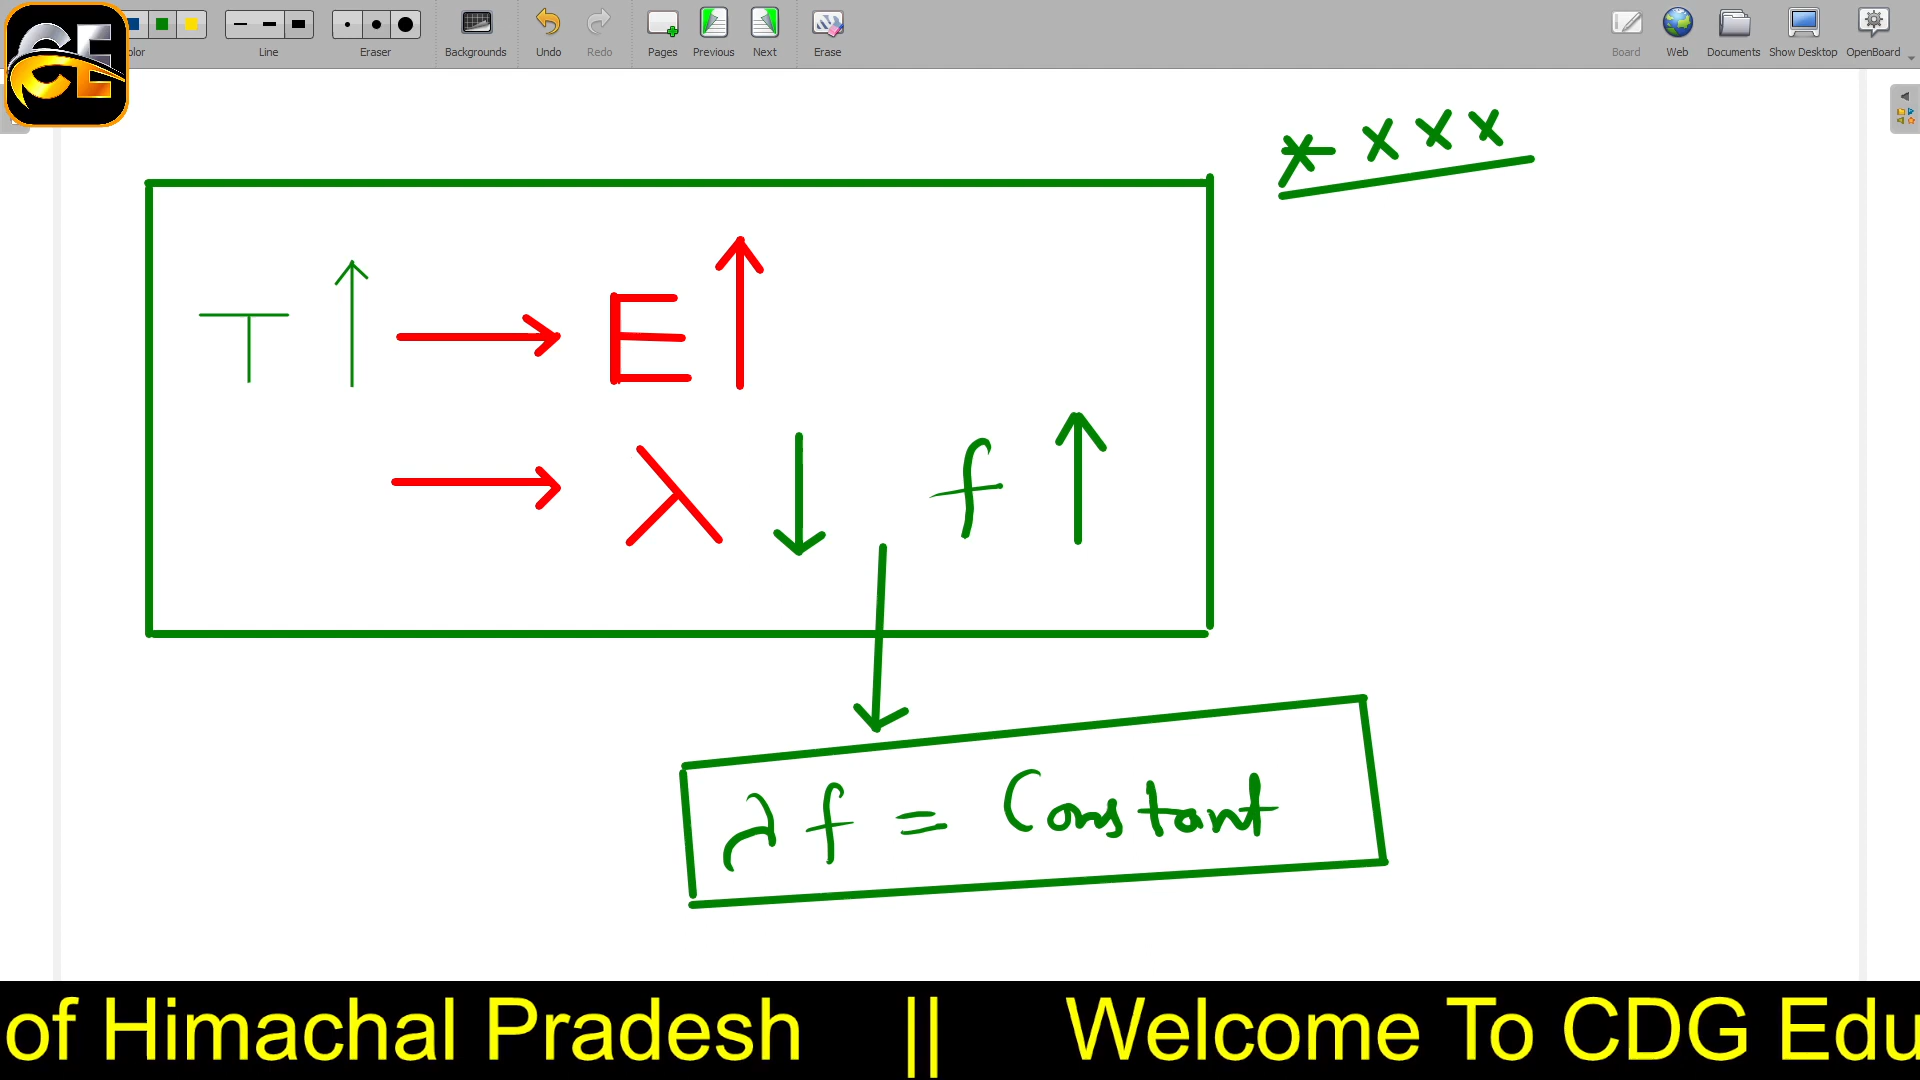 CE
olor
Line
Eraser
Backgrounds
Undo
Redo
Pages
Previous
Next
Erase
Board
Web
Documents
Show Desktop
OpenBoard
* x x x
T ↑ → E ↑
→ λ ↓ f ↑
λ f = Constant
of Himachal Pradesh || Welcome To CDG Edu